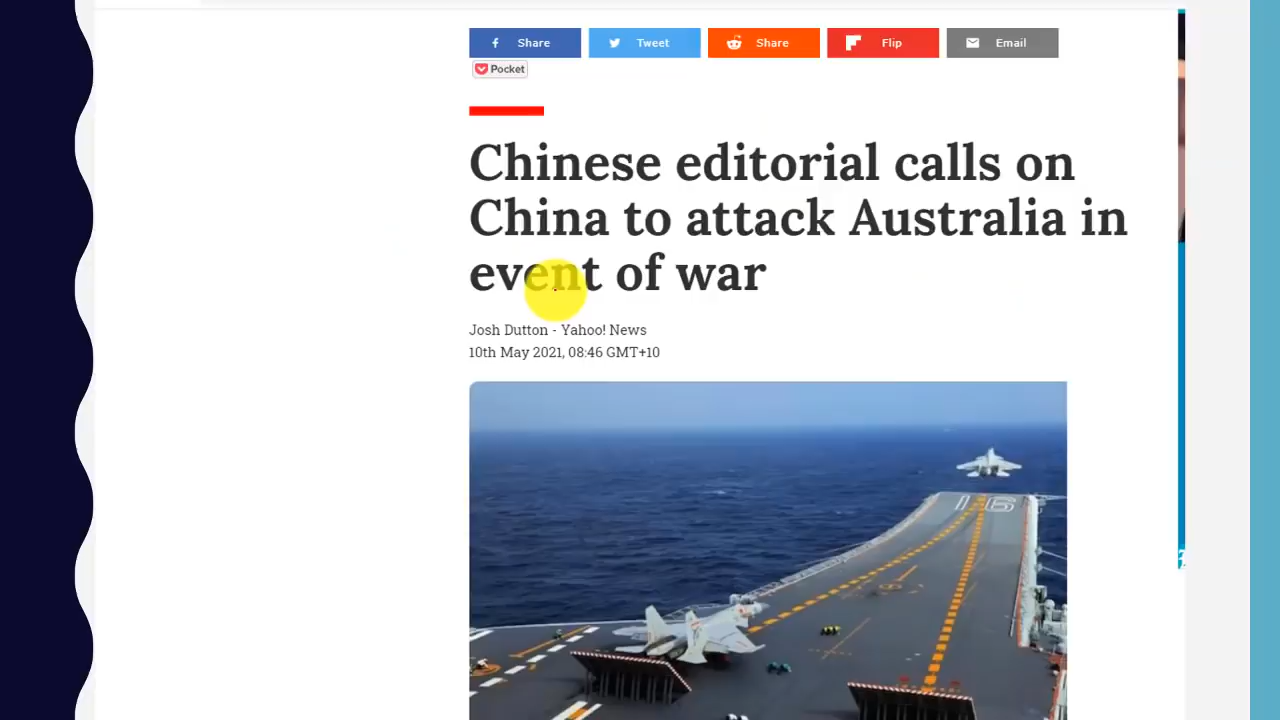 Share Tweet Share Flip Email
Pocket
Chinese editorial calls on
China to attack Australia in
event of war
Josh Dutton - Yahoo! News
10th May 2021, 08:46 GMT+10
16